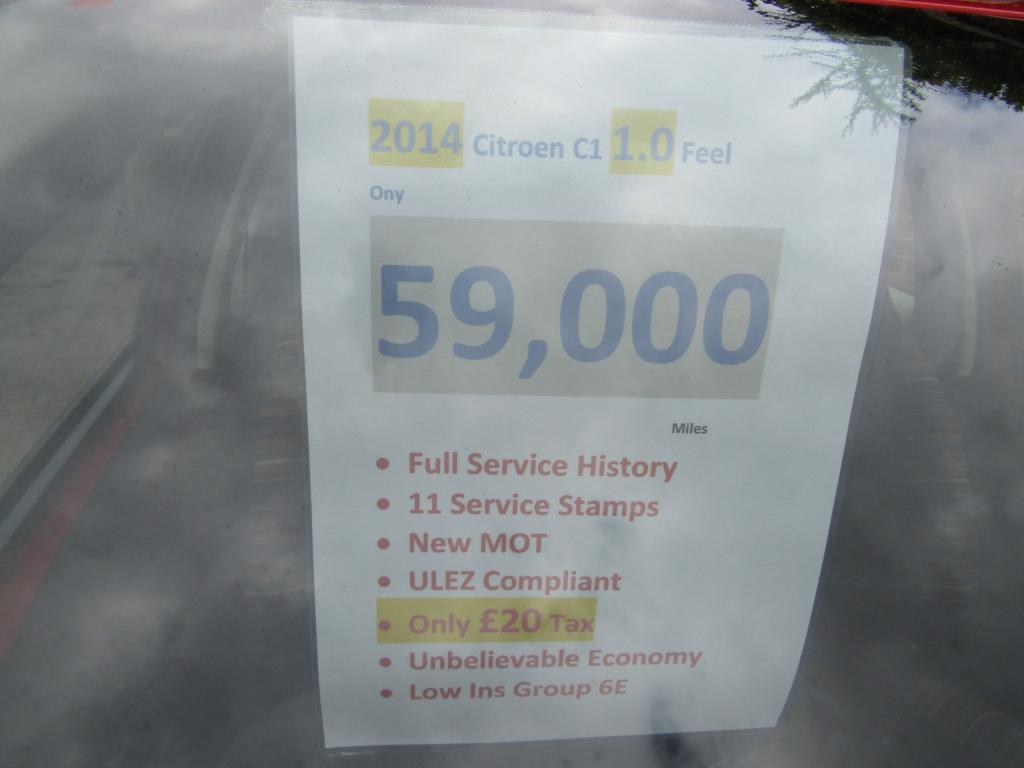 2014 Citroen C1 1.0 Feel
Ony
59,000
Miles
• Full Service History
• 11 Service Stamps
• New MOT
• ULEZ Compliant
• Only £20 Tax
• Unbelievable Economy
• Low Ins Group 6E